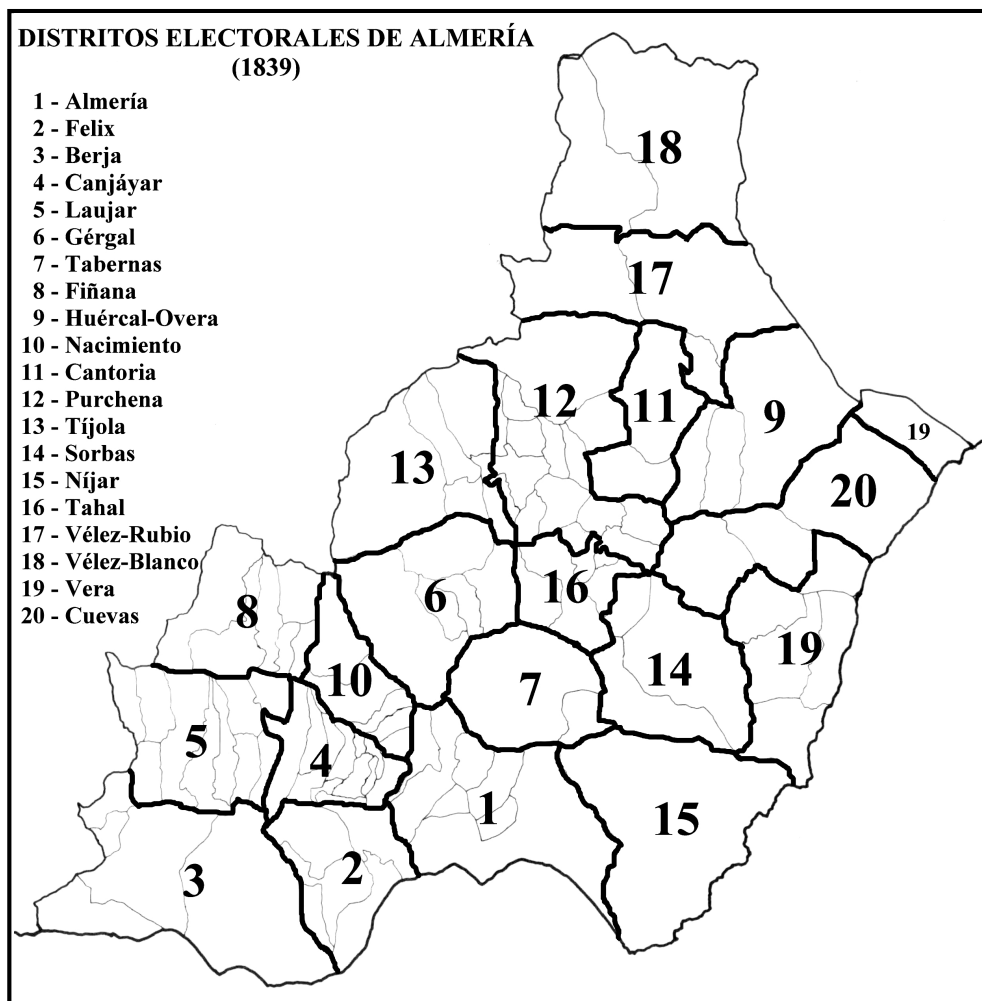 DISTRITOS ELECTORALES DE ALMERÍA
(1839)
1 - Almería
2 - Felix
3 - Berja
4 - Canjáyar
5 - Laujar
6 - Gérgal
7 - Tabernas
8 - Fiñana
9 - Huércal-Overa
10 - Nacimiento
11 - Cantoria
12 - Purchena
13 - Tíjola
14 - Sorbas
15 - Níjar
16 - Tahal
17 - Vélez-Rubio
18 - Vélez-Blanco
19 - Vera
20 - Cuevas
18
17
12
11
9
19
13
20
16
6
8
10
14
19
7
5
4
1
15
2
3